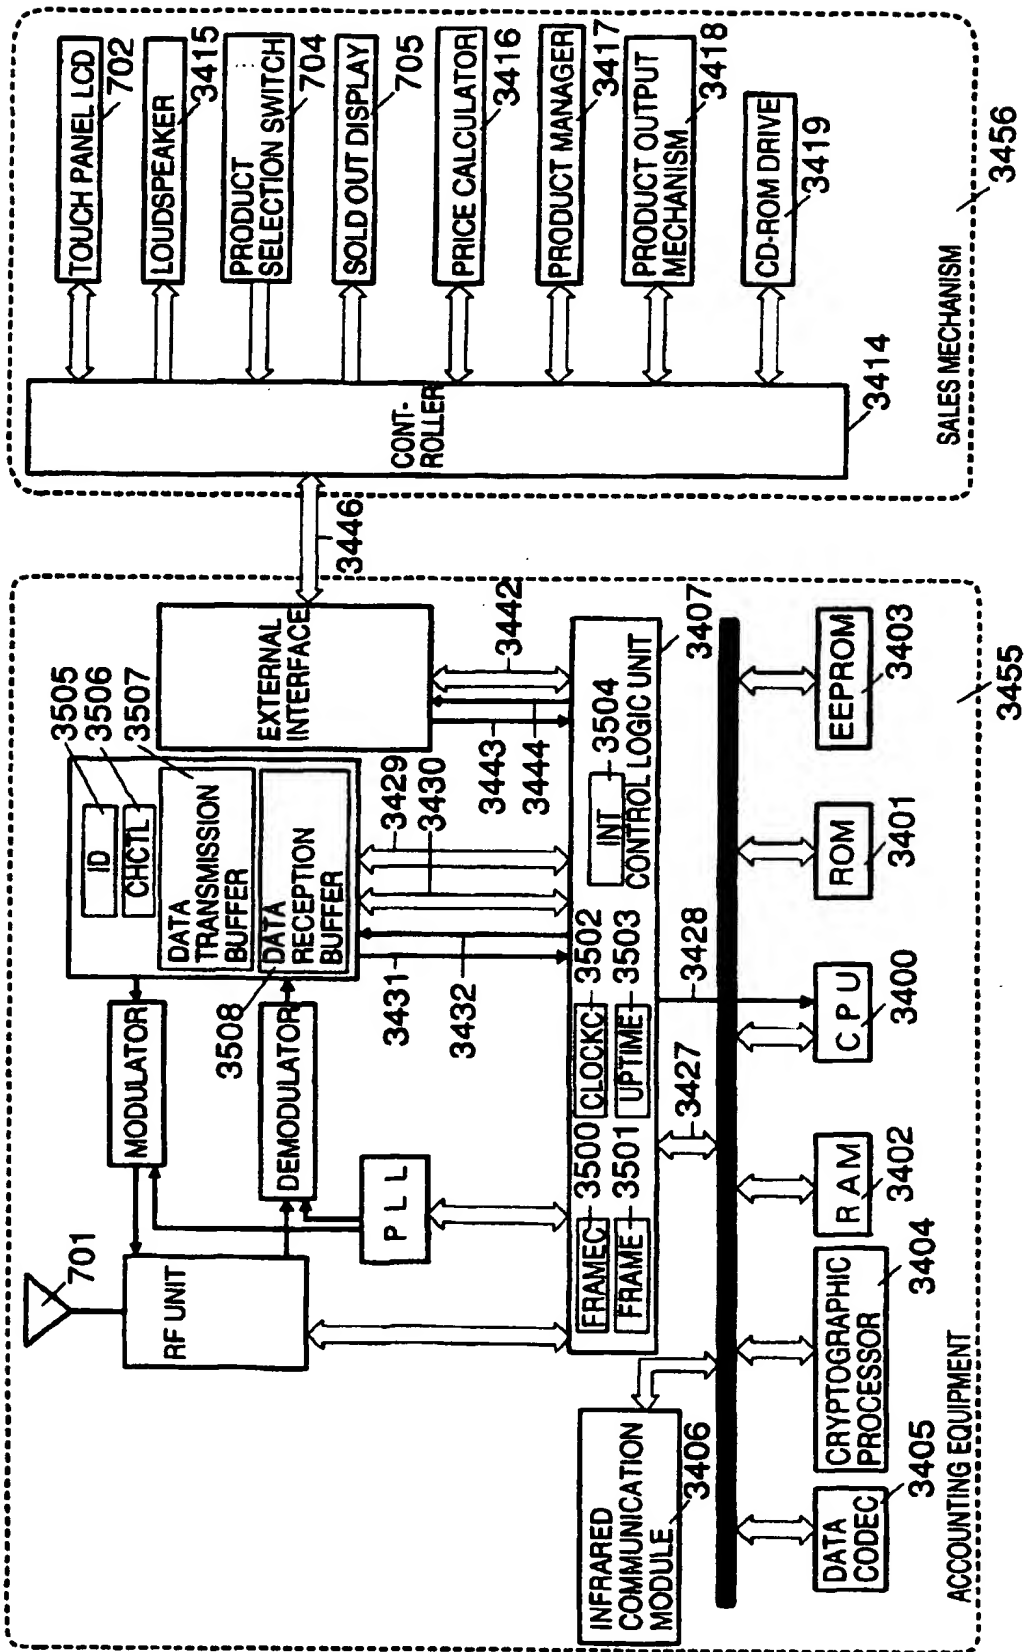 TOUCH PANEL LCD
702
LOUDSPEAKER
3415
PRODUCT
SELECTION SWITCH
704
SOLD OUT DISPLAY
705
PRICE CALCULATOR
3416
PRODUCT MANAGER
3417
PRODUCT OUTPUT
MECHANISM
3418
CD-ROM DRIVE
3419
CONT-
ROLLER
3414
SALES MECHANISM
3456
3446
EXTERNAL
INTERFACE
3442
3443
3444
3505
3506
3507
ID
CHCTL
DATA
TRANSMISSION
BUFFER
DATA
RECEPTION
BUFFER
3508
3429
3430
3431
3432
MODULATOR
DEMODULATOR
PLL
701
RF UNIT
FRAMEC
3500
FRAME
3501
CLOCKC
3502
UPTIME
3503
INT
3504
CONTROL LOGIC UNIT
3407
3427
3428
INFRARED
COMMUNICATION
MODULE
3406
DATA
CODEC
3405
CRYPTOGRAPHIC
PROCESSOR
3404
RAM
3402
CPU
3400
ROM
3401
EEPROM
3403
ACCOUNTING EQUIPMENT
3455